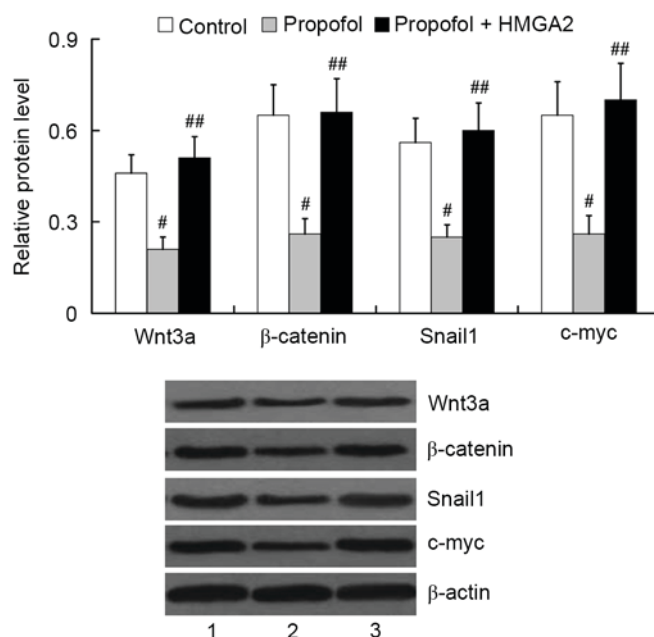 Control Propofol Propofol + HMGA2
Relative protein level
0.9
0.6
0.3
0
# ##
# ##
# ##
# ##
Wnt3a β-catenin Snail1 c-myc
Wnt3a
β-catenin
Snail1
c-myc
β-actin
1 2 3